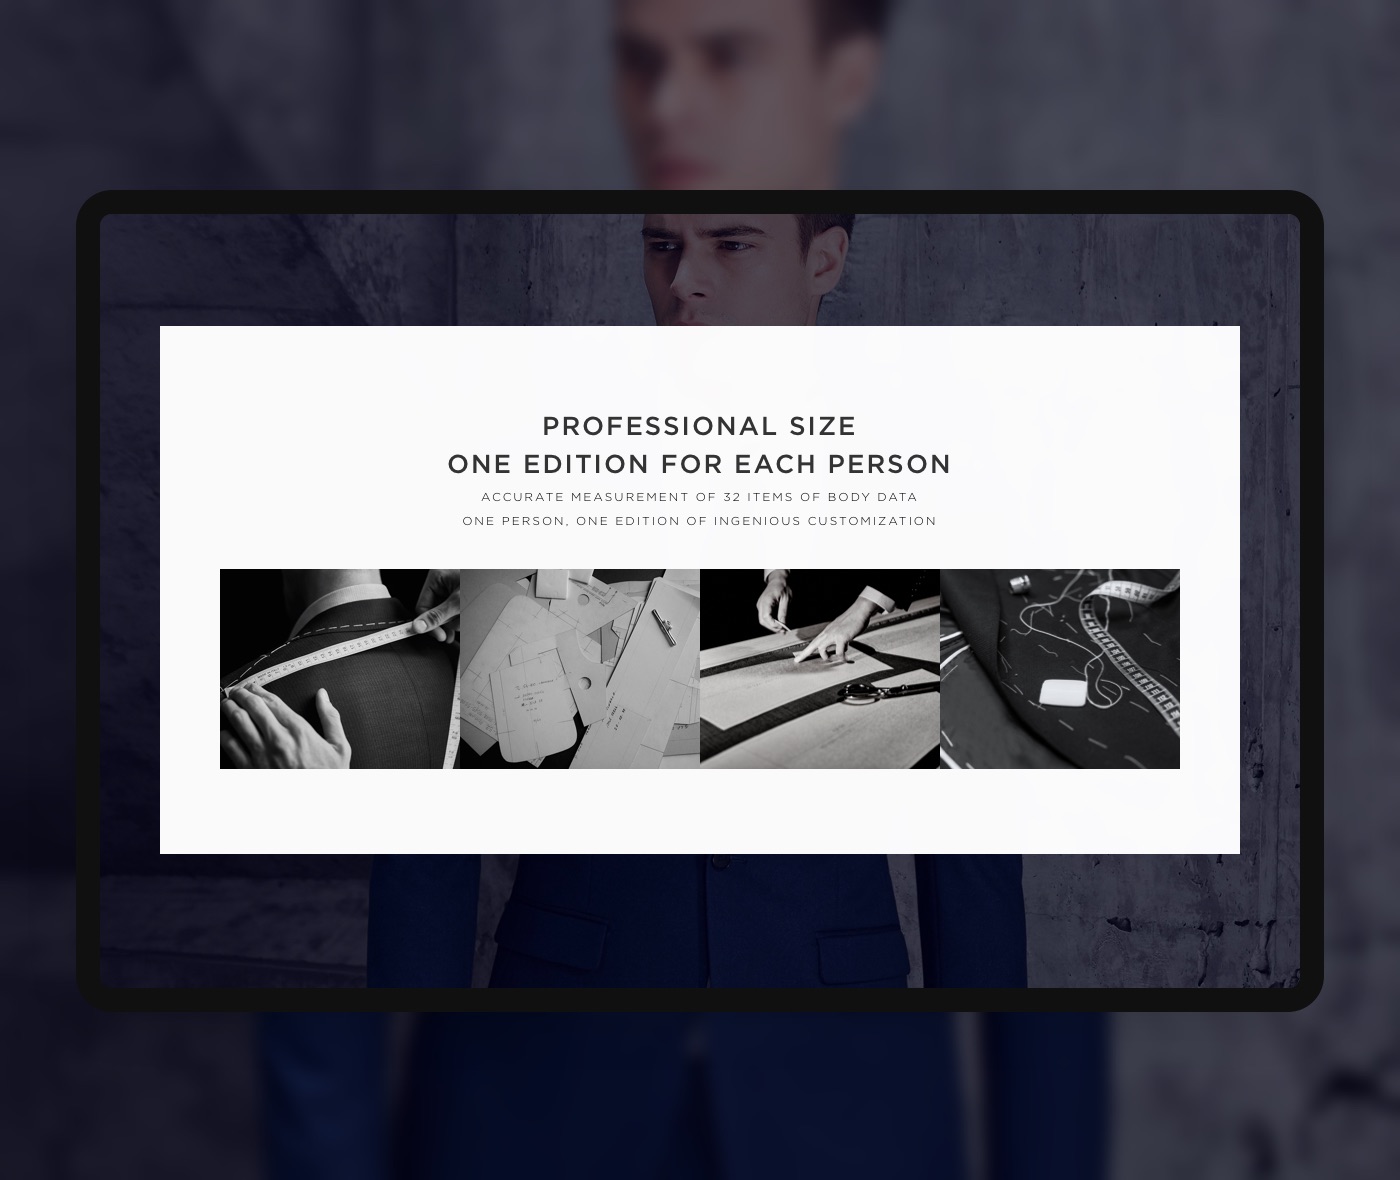 PROFESSIONAL SIZE
ONE EDITION FOR EACH PERSON
ACCURATE MEASUREMENT OF 32 ITEMS OF BODY DATA
ONE PERSON, ONE EDITION OF INGENIOUS CUSTOMIZATION